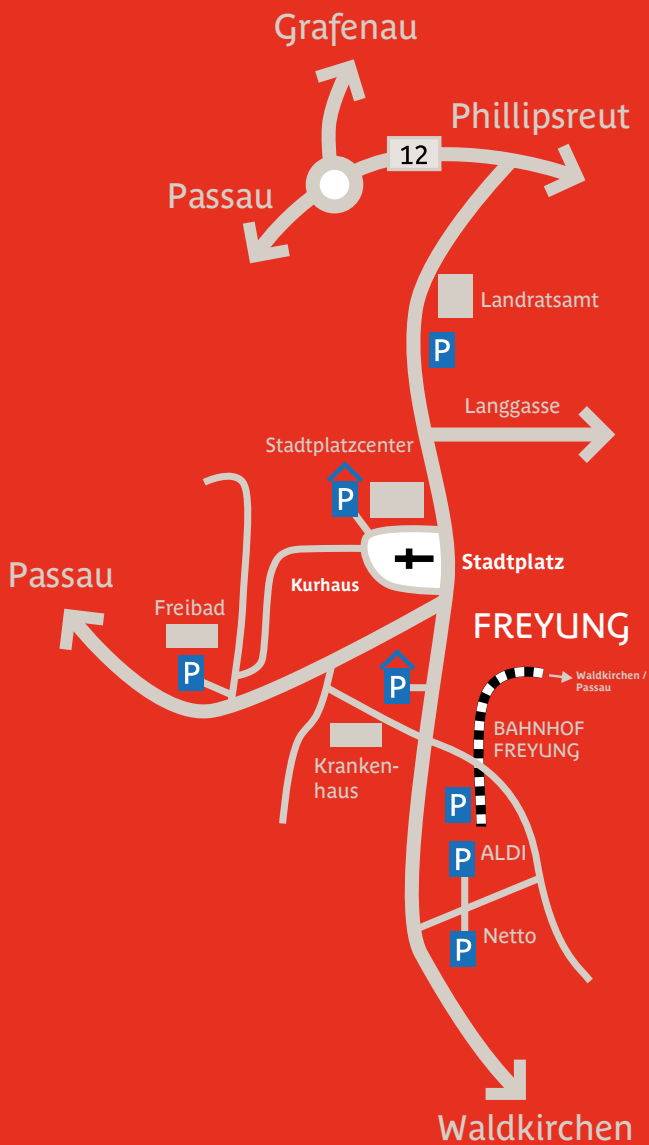 Grafenau
Phillipsreut
12
Passau
Landratsamt
P
Langgasse
Stadtplatzcenter
P
Stadtplatz
Passau
Kurhaus
Freibad
FREYUNG
P
P
Waldkirchen /
Passau
BAHNHOF
FREYUNG
Kranken-
haus
P
P
ALDI
P
Netto
Waldkirchen